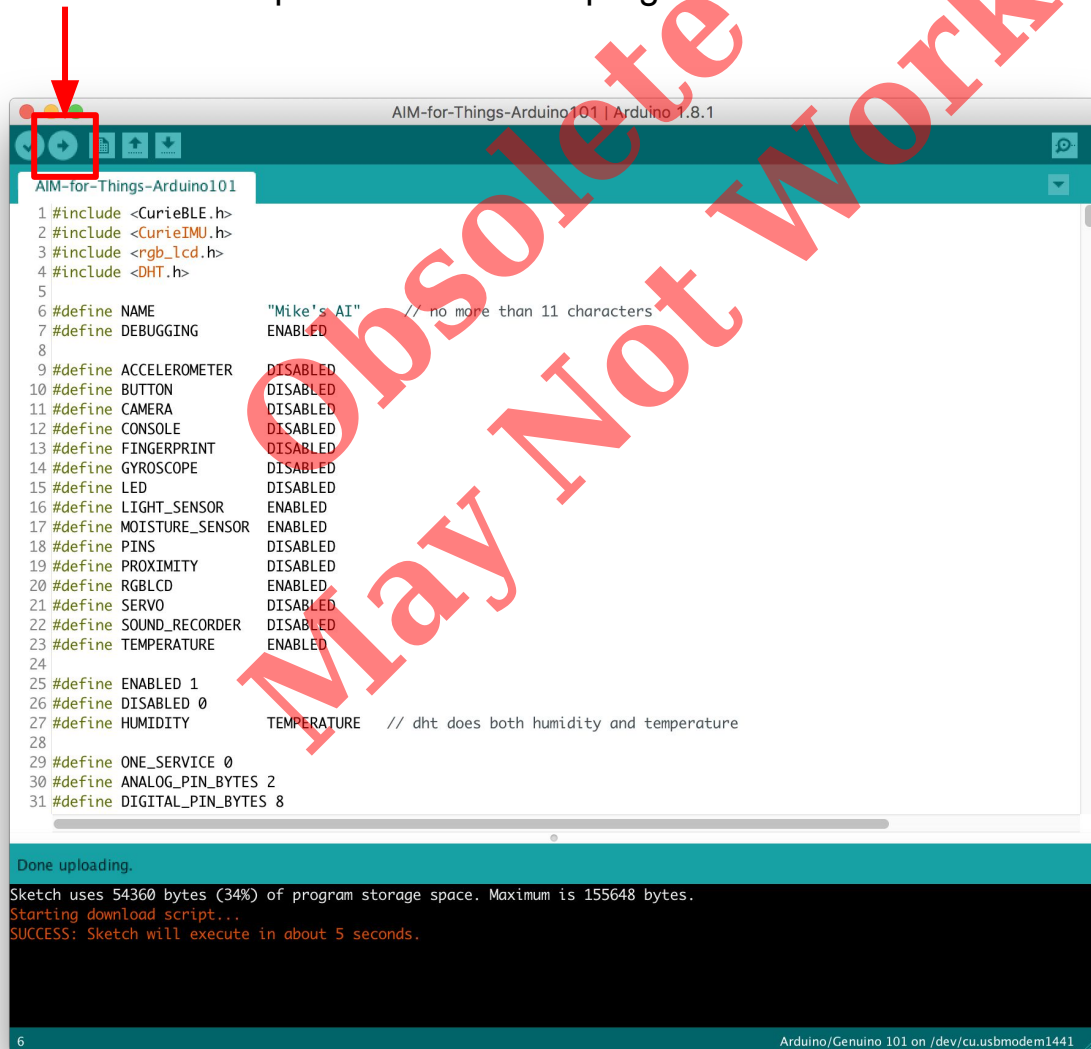 AIM-for-Things-Arduino101 | Arduino 1.8.1
AIM-for-Things-Arduino101
1 #include <CurieBLE.h>
2 #include <CurieIMU.h>
3 #include <rgb_lcd.h>
4 #include <DHT.h>
5
6 #define NAME "Mike's AI" // no more than 11 characters
7 #define DEBUGGING ENABLED
8
9 #define ACCELEROMETER DISABLED
10 #define BUTTON DISABLED
11 #define CAMERA DISABLED
12 #define CONSOLE DISABLED
13 #define FINGERPRINT DISABLED
14 #define GYROSCOPE DISABLED
15 #define LED DISABLED
16 #define LIGHT_SENSOR ENABLED
17 #define MOISTURE_SENSOR ENABLED
18 #define PINS DISABLED
19 #define PROXIMITY DISABLED
20 #define RGBLCD ENABLED
21 #define SERVO DISABLED
22 #define SOUND_RECORDER DISABLED
23 #define TEMPERATURE ENABLED
24
25 #define ENABLED 1
26 #define DISABLED 0
27 #define HUMIDITY TEMPERATURE // dht does both humidity and temperature
28
29 #define ONE_SERVICE 0
30 #define ANALOG_PIN_BYTES 2
31 #define DIGITAL_PIN_BYTES 8
Done uploading.
Sketch uses 54360 bytes (34%) of program storage space. Maximum is 155648 bytes.
Starting download script...
SUCCESS: Sketch will execute in about 5 seconds.
6 Arduino/Genuino 101 on /dev/cu.usbmodem1441
Obsolete
May Not Work